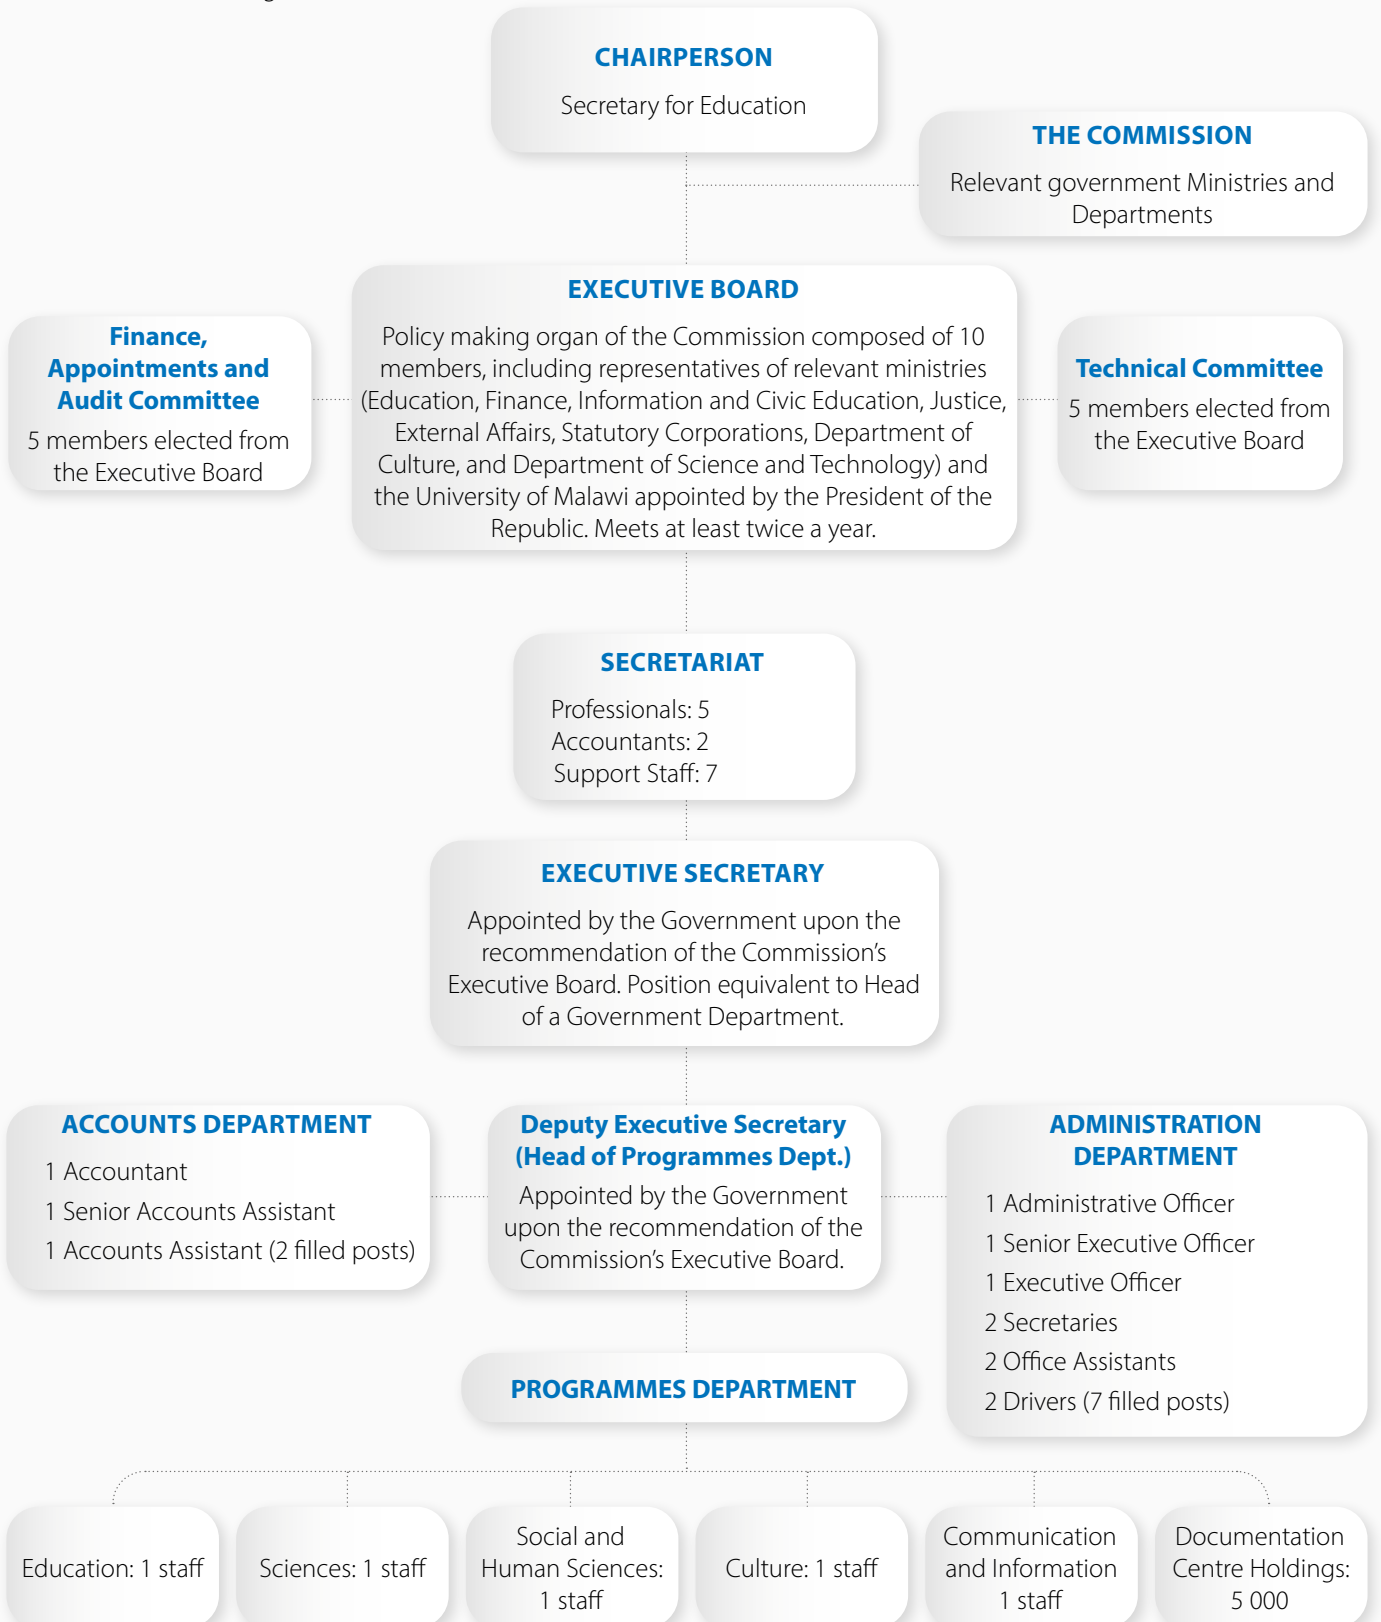 CHAIRPERSON
Secretary for Education
THE COMMISSION
Relevant government Ministries and
Departments
EXECUTIVE BOARD
Policy making organ of the Commission composed of 10
members, including representatives of relevant ministries
(Education, Finance, Information and Civic Education, Justice,
External Affairs, Statutory Corporations, Department of
Culture, and Department of Science and Technology) and
the University of Malawi appointed by the President of the
Republic. Meets at least twice a year.
Finance,
Appointments and
Audit Committee
5 members elected from
the Executive Board
Technical Committee
5 members elected from
the Executive Board
SECRETARIAT
Professionals: 5
Accountants: 2
Support Staff: 7
EXECUTIVE SECRETARY
Appointed by the Government upon the
recommendation of the Commission’s
Executive Board. Position equivalent to Head
of a Government Department.
ACCOUNTS DEPARTMENT
1 Accountant
1 Senior Accounts Assistant
1 Accounts Assistant (2 filled posts)
Deputy Executive Secretary
(Head of Programmes Dept.)
Appointed by the Government
upon the recommendation of the
Commission’s Executive Board.
ADMINISTRATION
DEPARTMENT
1 Administrative Officer
1 Senior Executive Officer
1 Executive Officer
2 Secretaries
2 Office Assistants
2 Drivers (7 filled posts)
PROGRAMMES DEPARTMENT
Education: 1 staff
Sciences: 1 staff
Social and
Human Sciences:
1 staff
Culture: 1 staff
Communication
and Information
1 staff
Documentation
Centre Holdings:
5 000